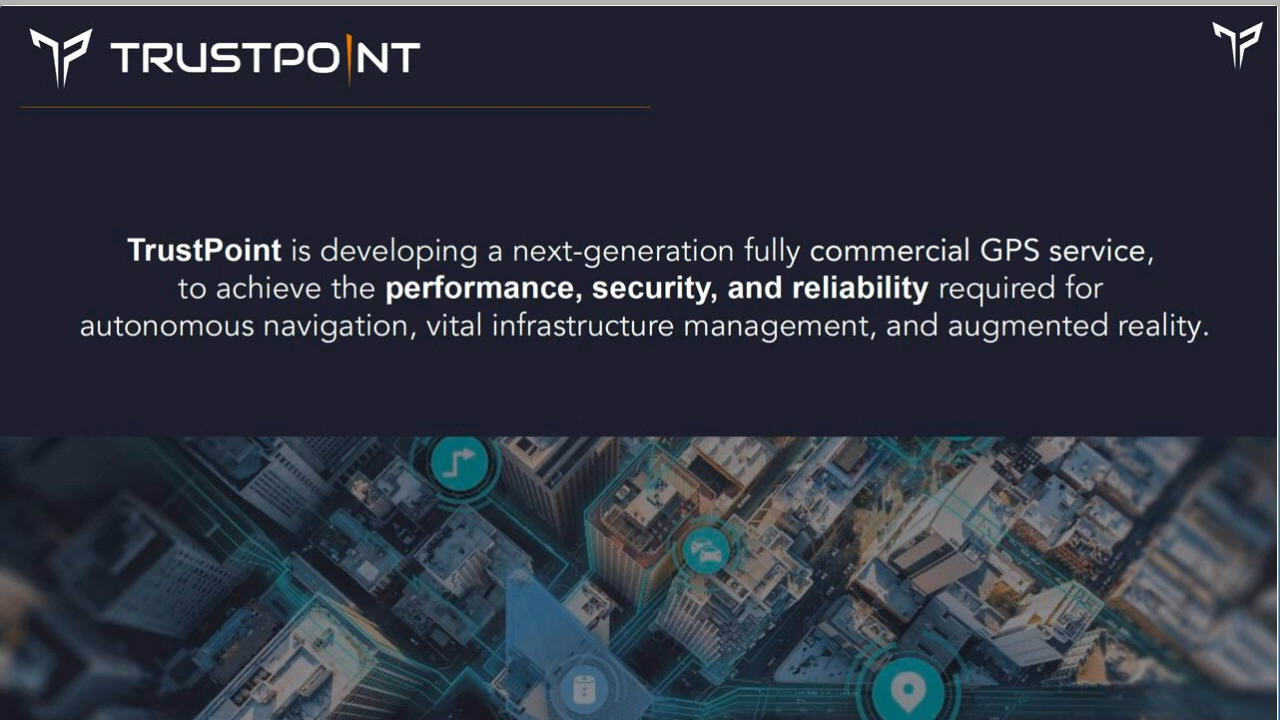 TRUSTPOINT
TrustPoint is developing a next-generation fully commercial GPS service,
to achieve the performance, security, and reliability required for
autonomous navigation, vital infrastructure management, and augmented reality.